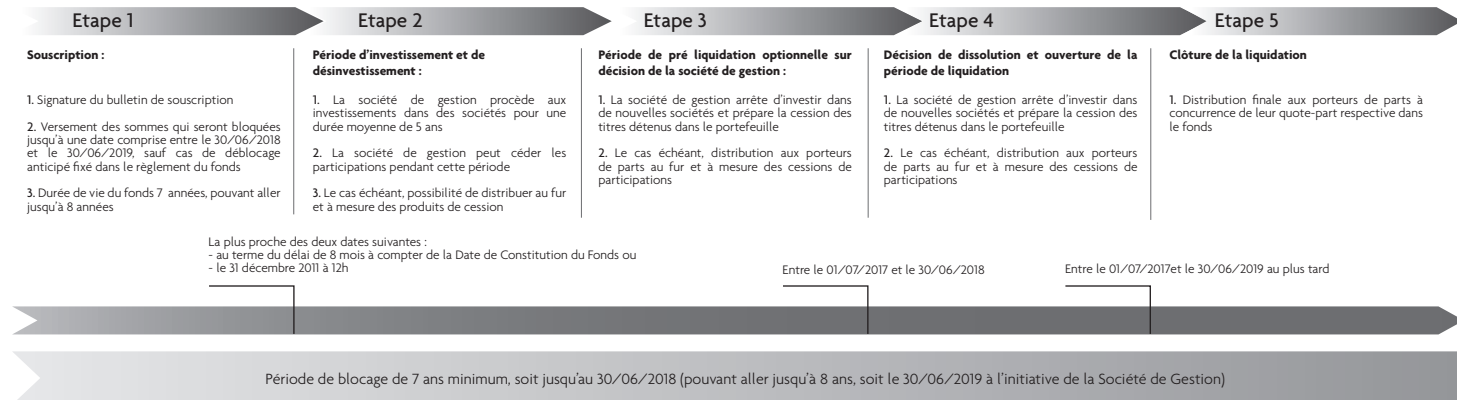 Etape 1
Etape 2
Etape 3
Etape 4
Etape 5
Souscription :
1. Signature du bulletin de souscription
2. Versement des sommes qui seront bloquées
jusqu'à une date comprise entre le 30/06/2018
et le 30/06/2019, sauf cas de déblocage
anticipé fixé dans le règlement du fonds
3. Durée de vie du fonds 7 années, pouvant aller
jusqu'à 8 années
Période d'investissement et de
désinvestissement :
1. La société de gestion procède aux
investissements dans des sociétés pour une
durée moyenne de 5 ans
2. La société de gestion peut céder les
participations pendant cette période
3. Le cas échéant, possibilité de distribuer au fur
et à mesure des produits de cession
Période de pré liquidation optionnelle sur
décision de la société de gestion :
1. La société de gestion arrête d'investir dans
de nouvelles sociétés et prépare la cession des
titres détenus dans le portefeuille
2. Le cas échéant, distribution aux porteurs
de parts au fur et à mesure des cessions de
participations
Décision de dissolution et ouverture de la
période de liquidation
1. La société de gestion arrête d'investir dans
de nouvelles sociétés et prépare la cession des
titres détenus dans le portefeuille
2. Le cas échéant, distribution aux porteurs
de parts au fur et à mesure des cessions de
participations
Clôture de la liquidation
1. Distribution finale aux porteurs de parts à
concurrence de leur quote-part respective dans
le fonds
La plus proche des deux dates suivantes :
- au terme du délai de 8 mois à compter de la Date de Constitution du Fonds ou
- le 31 décembre 2011 à 12h
Entre le 01/07/2017 et le 30/06/2018
Entre le 01/07/2017et le 30/06/2019 au plus tard
Période de blocage de 7 ans minimum, soit jusqu'au 30/06/2018 (pouvant aller jusqu'à 8 ans, soit le 30/06/2019 à l'initiative de la Société de Gestion)